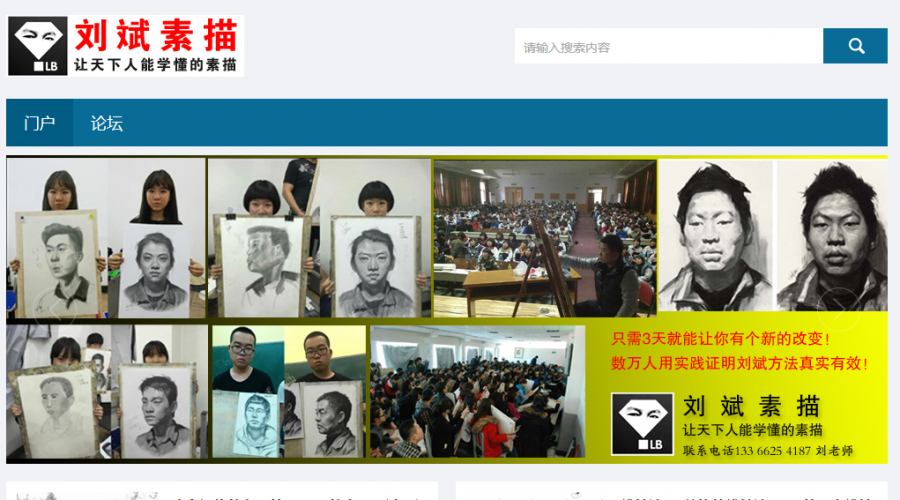 刘斌素描
让天下人能学懂的素描
LB
请输入搜索内容
门户
论坛
只需3天就能让你有个新的改变！
数万人用实践证明刘斌方法真实有效！
刘 斌 素 描
让天下人能学懂的素描
LB
联系电话133 6625 4187 刘老师